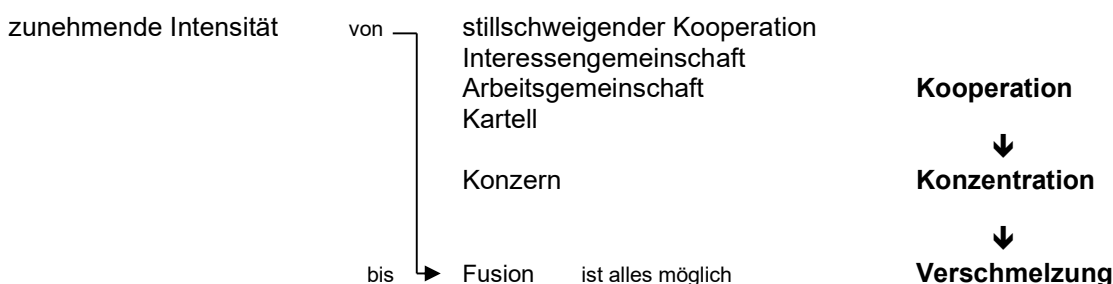 zunehmende Intensität von stillschweigender Kooperation
Interessengemeinschaft
Arbeitsgemeinschaft Kooperation
Kartell
Konzern Konzentration
bis Fusion ist alles möglich Verschmelzung